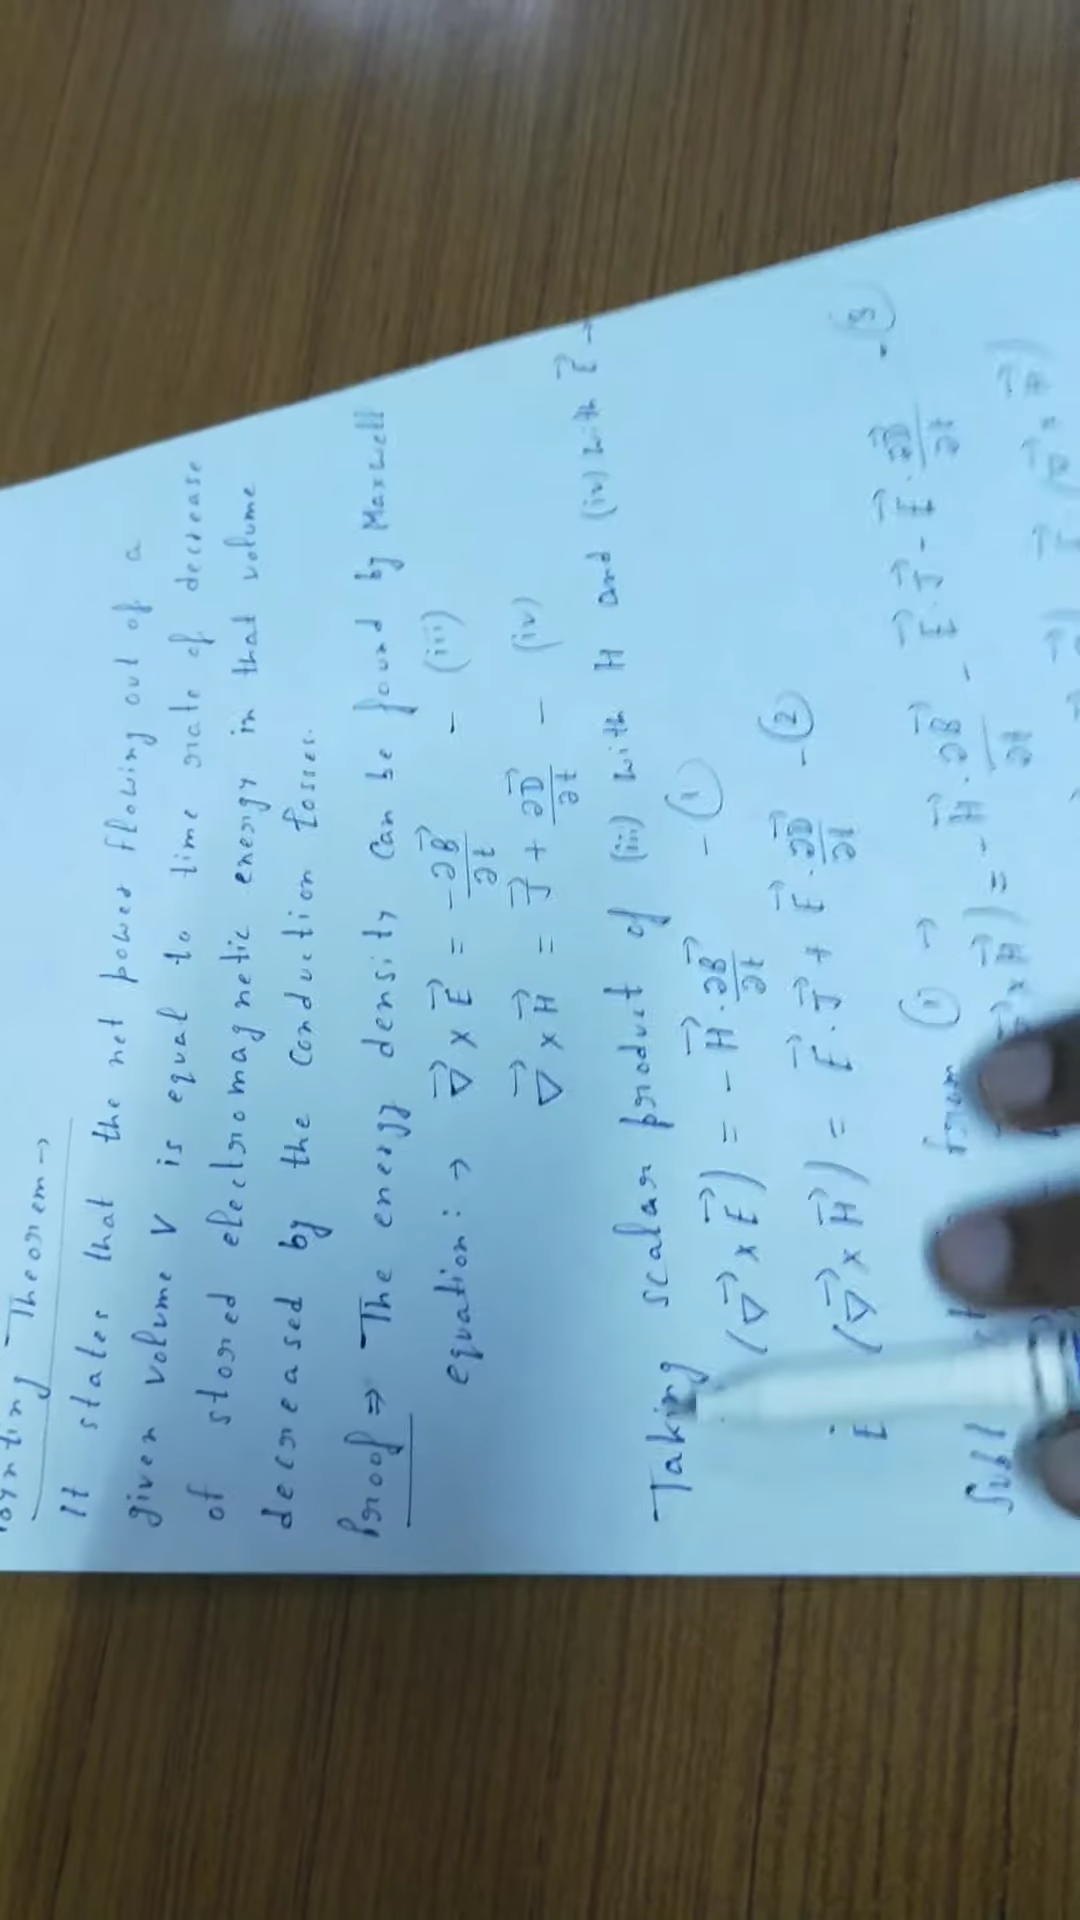 Theorem→
It states that the net power flowing out of a
given volume V is equal to time rate of decrease
of stored electromagnetic energy in that volume
decreased by the conduction losses.
Proof ⇒ The energy density can be found by Maxwell
equation: → ∇⃗ × E⃗ = -∂B⃗/∂t - (iii)
∇⃗ × H⃗ = J⃗ + ∂D⃗/∂t - (iv)
Taking scalar product of (iii) with H and (iv) with E⃗ →
(∇⃗ × E⃗) = - H⃗ · ∂B⃗/∂t - ①
E (∇⃗ × H⃗) = E⃗ · J⃗ + E⃗ · ∂D⃗/∂t - ②
from ① →
× H⃗) = - H⃗ · ∂B⃗/∂t - E⃗ · J⃗ - E⃗ · ∂D⃗/∂t - ③